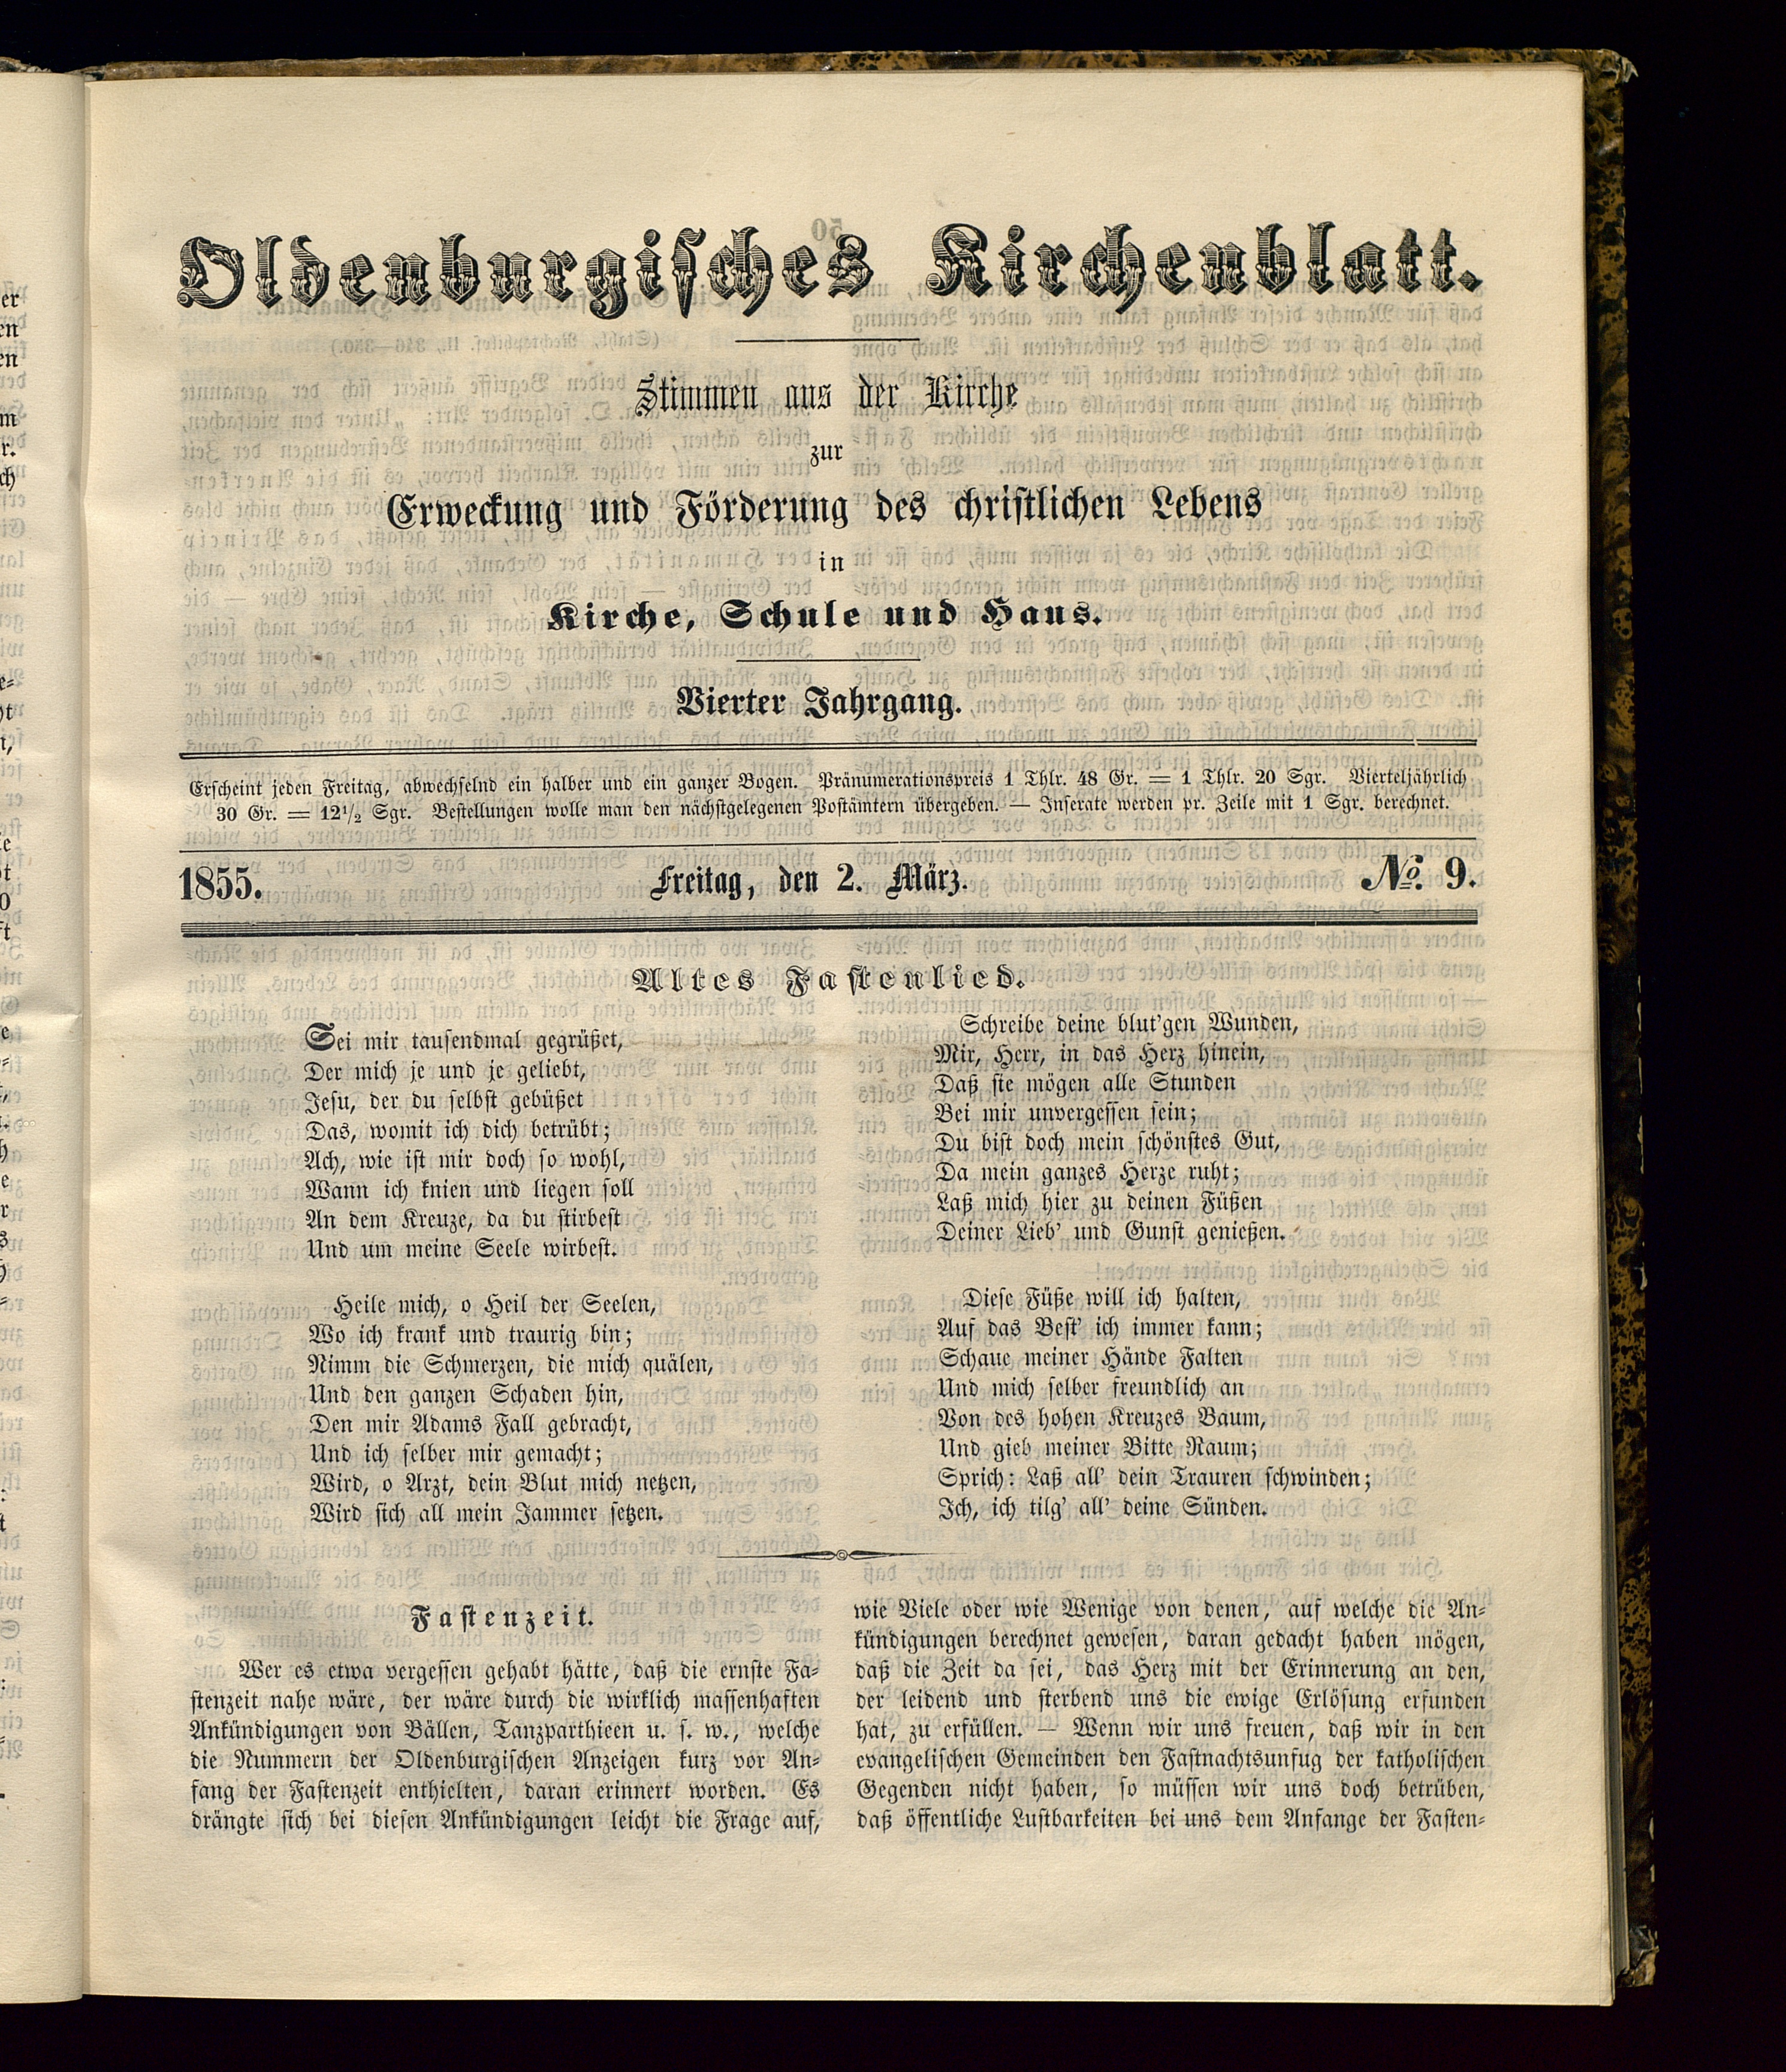 Oldenburgisches Kirchenblatt.
Stimmen aus der Kirche
zur
Erweckung und Förderung des christlichen Lebens
in
Kirche, Schule und Haus.
Vierter Jahrgang.
Erscheint jeden Freitag, abwechselnd ein halber und ein ganzer Bogen. Pränumerationspreis 1 Thlr. 48 Gr. = 1 Thlr. 20 Sgr. Vierteljährlich
30 Gr. = 12½ Sgr. Bestellungen wolle man den nächstgelegenen Postämtern übergeben. — Inserate werden pr. Zeile mit 1 Sgr. berechnet.
1855. Freitag, den 2. März. No. 9.
Altes Fastenlied.
Sei mir tausendmal gegrüßet,
Der mich je und je geliebt,
Jesu, der du selbst gebüßet
Das, womit ich dich betrübt;
Ach, wie ist mir doch so wohl,
Wann ich knien und liegen soll
An dem Kreuze, da du stirbest
Und um meine Seele wirbest.
Heile mich, o Heil der Seelen,
Wo ich krank und traurig bin;
Nimm die Schmerzen, die mich quälen,
Und den ganzen Schaden hin,
Den mir Adams Fall gebracht,
Und ich selber mir gemacht;
Wird, o Arzt, dein Blut mich netzen,
Wird sich all mein Jammer setzen.
Schreibe deine blut'gen Wunden,
Mir, Herr, in das Herz hinein,
Daß sie mögen alle Stunden
Bei mir unvergessen sein;
Du bist doch mein schönstes Gut,
Da mein ganzes Herze ruht;
Laß mich hier zu deinen Füßen
Deiner Lieb' und Gunst genießen.
Diese Füße will ich halten,
Auf das Best' ich immer kann;
Schaue meiner Hände Falten
Und mich selber freundlich an
Von des hohen Kreuzes Baum,
Und gieb meiner Bitte Raum;
Sprich: Laß all' dein Trauren schwinden;
Ich, ich tilg' all' deine Sünden.
Fastenzeit.
Wer es etwa vergessen gehabt hätte, daß die ernste Fa-
stenzeit nahe wäre, der wäre durch die wirklich massenhaften
Ankündigungen von Bällen, Tanzparthieen u. s. w., welche
die Nummern der Oldenburgischen Anzeigen kurz vor An-
fang der Fastenzeit enthielten, daran erinnert worden. Es
drängte sich bei diesen Ankündigungen leicht die Frage auf,
wie Viele oder wie Wenige von denen, auf welche die An-
kündigungen berechnet gewesen, daran gedacht haben mögen,
daß die Zeit da sei, das Herz mit der Erinnerung an den,
der leidend und sterbend uns die ewige Erlösung erfunden
hat, zu erfüllen. — Wenn wir uns freuen, daß wir in den
evangelischen Gemeinden den Fastnachtsunfug der katholischen
Gegenden nicht haben, so müssen wir uns doch betrüben,
daß öffentliche Lustbarkeiten bei uns dem Anfange der Fasten-